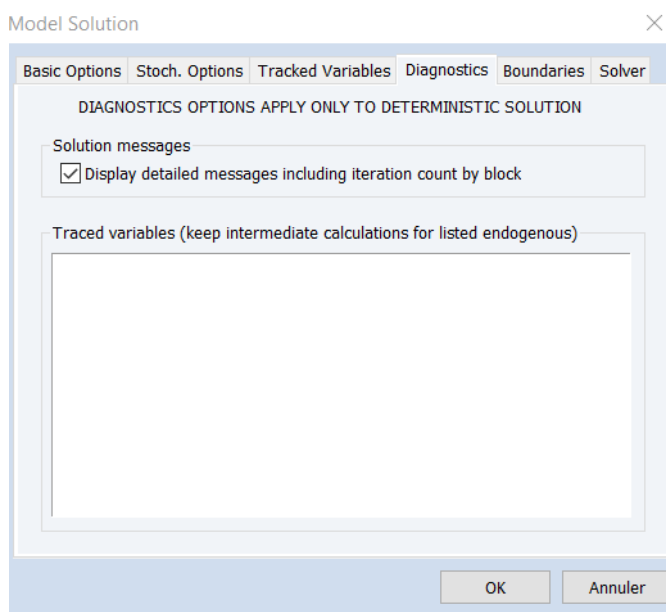 Model Solution
Basic Options Stoch. Options Tracked Variables Diagnostics Boundaries Solver
DIAGNOSTICS OPTIONS APPLY ONLY TO DETERMINISTIC SOLUTION
Solution messages
Display detailed messages including iteration count by block
Traced variables (keep intermediate calculations for listed endogenous)
OK Annuler